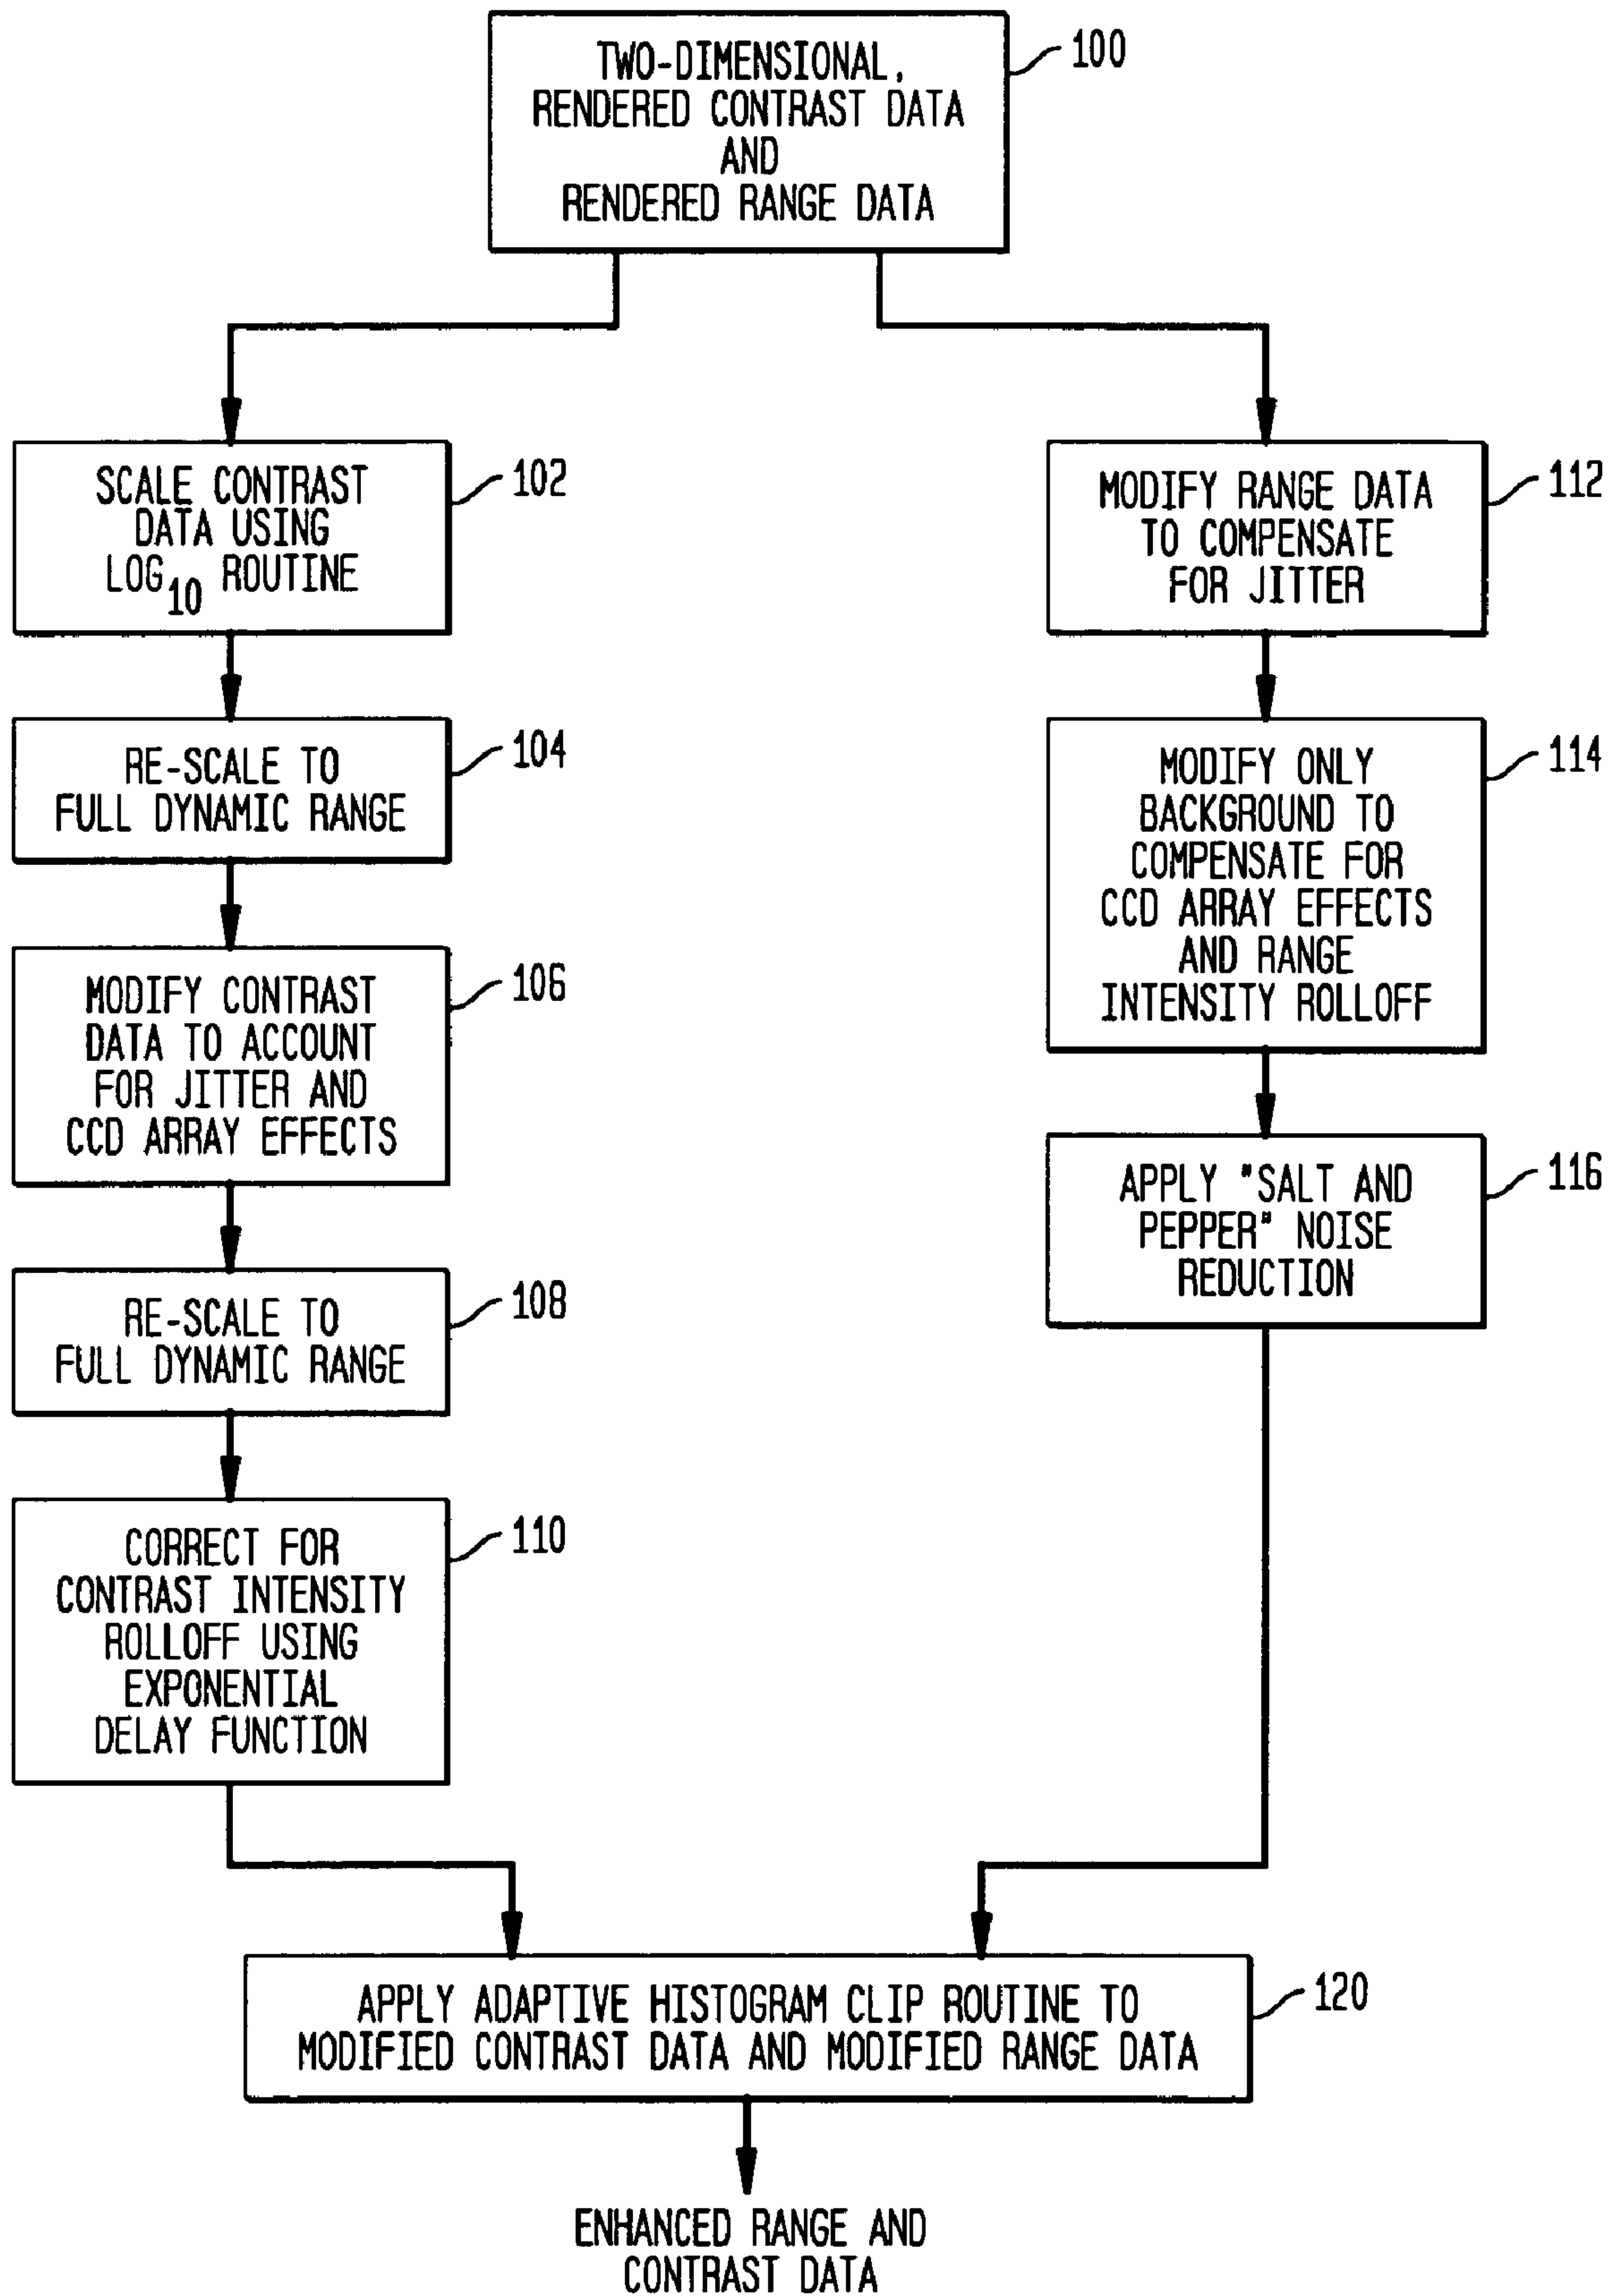 TWO-DIMENSIONAL,
RENDERED CONTRAST DATA
AND
RENDERED RANGE DATA
100
SCALE CONTRAST
DATA USING
LOG10 ROUTINE
102
RE-SCALE TO
FULL DYNAMIC RANGE
104
MODIFY CONTRAST
DATA TO ACCOUNT
FOR JITTER AND
CCD ARRAY EFFECTS
106
RE-SCALE TO
FULL DYNAMIC RANGE
108
CORRECT FOR
CONTRAST INTENSITY
ROLLOFF USING
EXPONENTIAL
DELAY FUNCTION
110
MODIFY RANGE DATA
TO COMPENSATE
FOR JITTER
112
MODIFY ONLY
BACKGROUND TO
COMPENSATE FOR
CCD ARRAY EFFECTS
AND RANGE
INTENSITY ROLLOFF
114
APPLY "SALT AND
PEPPER" NOISE
REDUCTION
116
APPLY ADAPTIVE HISTOGRAM CLIP ROUTINE TO
MODIFIED CONTRAST DATA AND MODIFIED RANGE DATA
120
ENHANCED RANGE AND
CONTRAST DATA